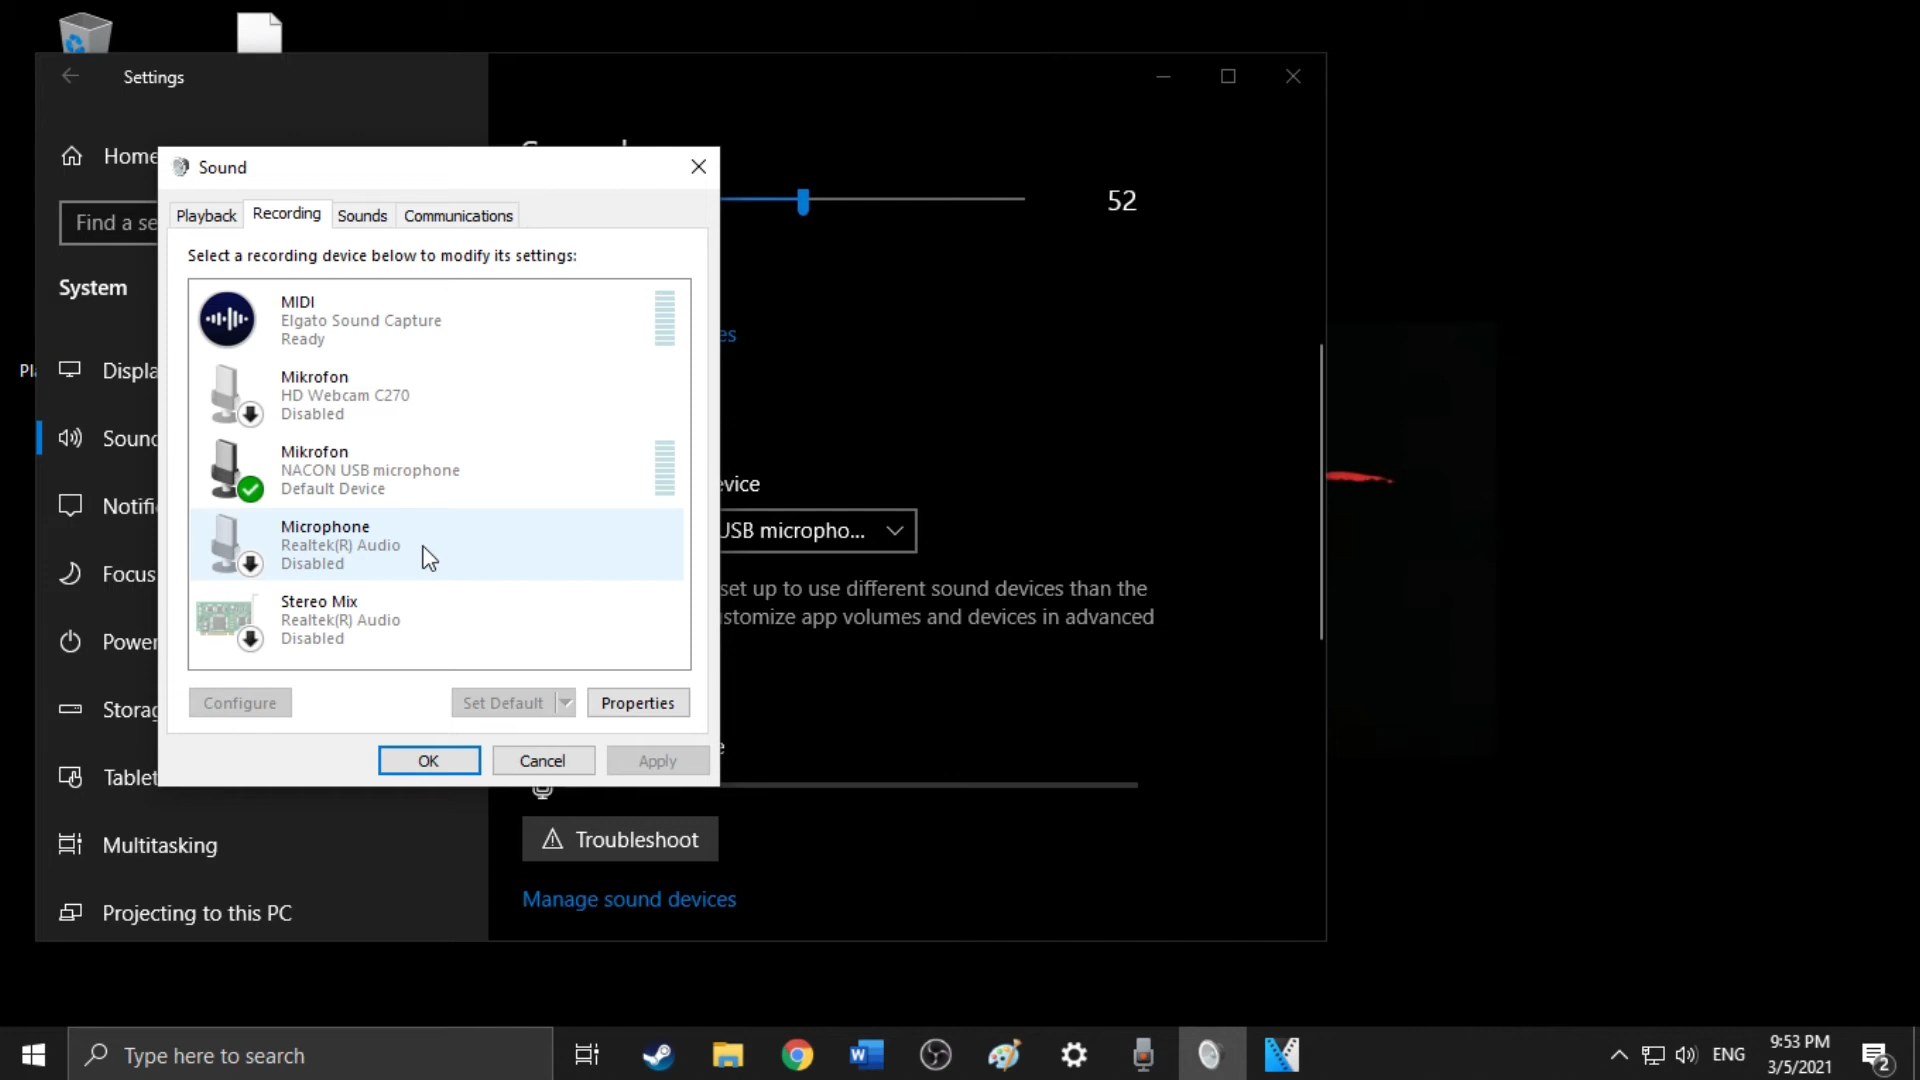 Settings
Home
Find a se
System
Displa
Sound
Notifi
Focus
Power
Storag
Tablet
Multitasking
Projecting to this PC
Sound
Playback
Recording
Sounds
Communications
Select a recording device below to modify its settings:
MIDI
Elgato Sound Capture
Ready
Mikrofon
HD Webcam C270
Disabled
Mikrofon
NACON USB microphone
Default Device
Microphone
Realtek(R) Audio
Disabled
Stereo Mix
Realtek(R) Audio
Disabled
Configure
Set Default
Properties
OK
Cancel
Apply
52
es
evice
USB micropho...
set up to use different sound devices than the
stomize app volumes and devices in advanced
e
Troubleshoot
Manage sound devices
Type here to search
ENG
9:53 PM
3/5/2021
2